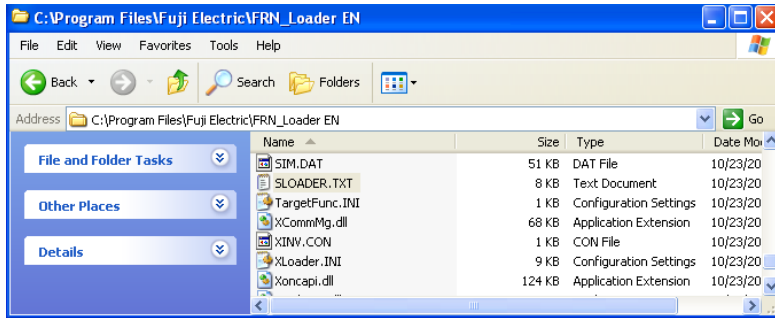 C:\Program Files\Fuji Electric\FRN_Loader EN
File Edit View Favorites Tools Help
Back Search Folders
Address C:\Program Files\Fuji Electric\FRN_Loader EN Go
File and Folder Tasks
Other Places
Details
Name Size Type Date Mo
SIM.DAT 51 KB DAT File 10/23/20
SLOADER.TXT 8 KB Text Document 10/23/20
TargetFunc.INI 1 KB Configuration Settings 10/23/20
XCommMg.dll 68 KB Application Extension 10/23/20
XINV.CON 1 KB CON File 10/23/20
XLoader.INI 9 KB Configuration Settings 10/23/20
Xoncapi.dll 124 KB Application Extension 10/23/20